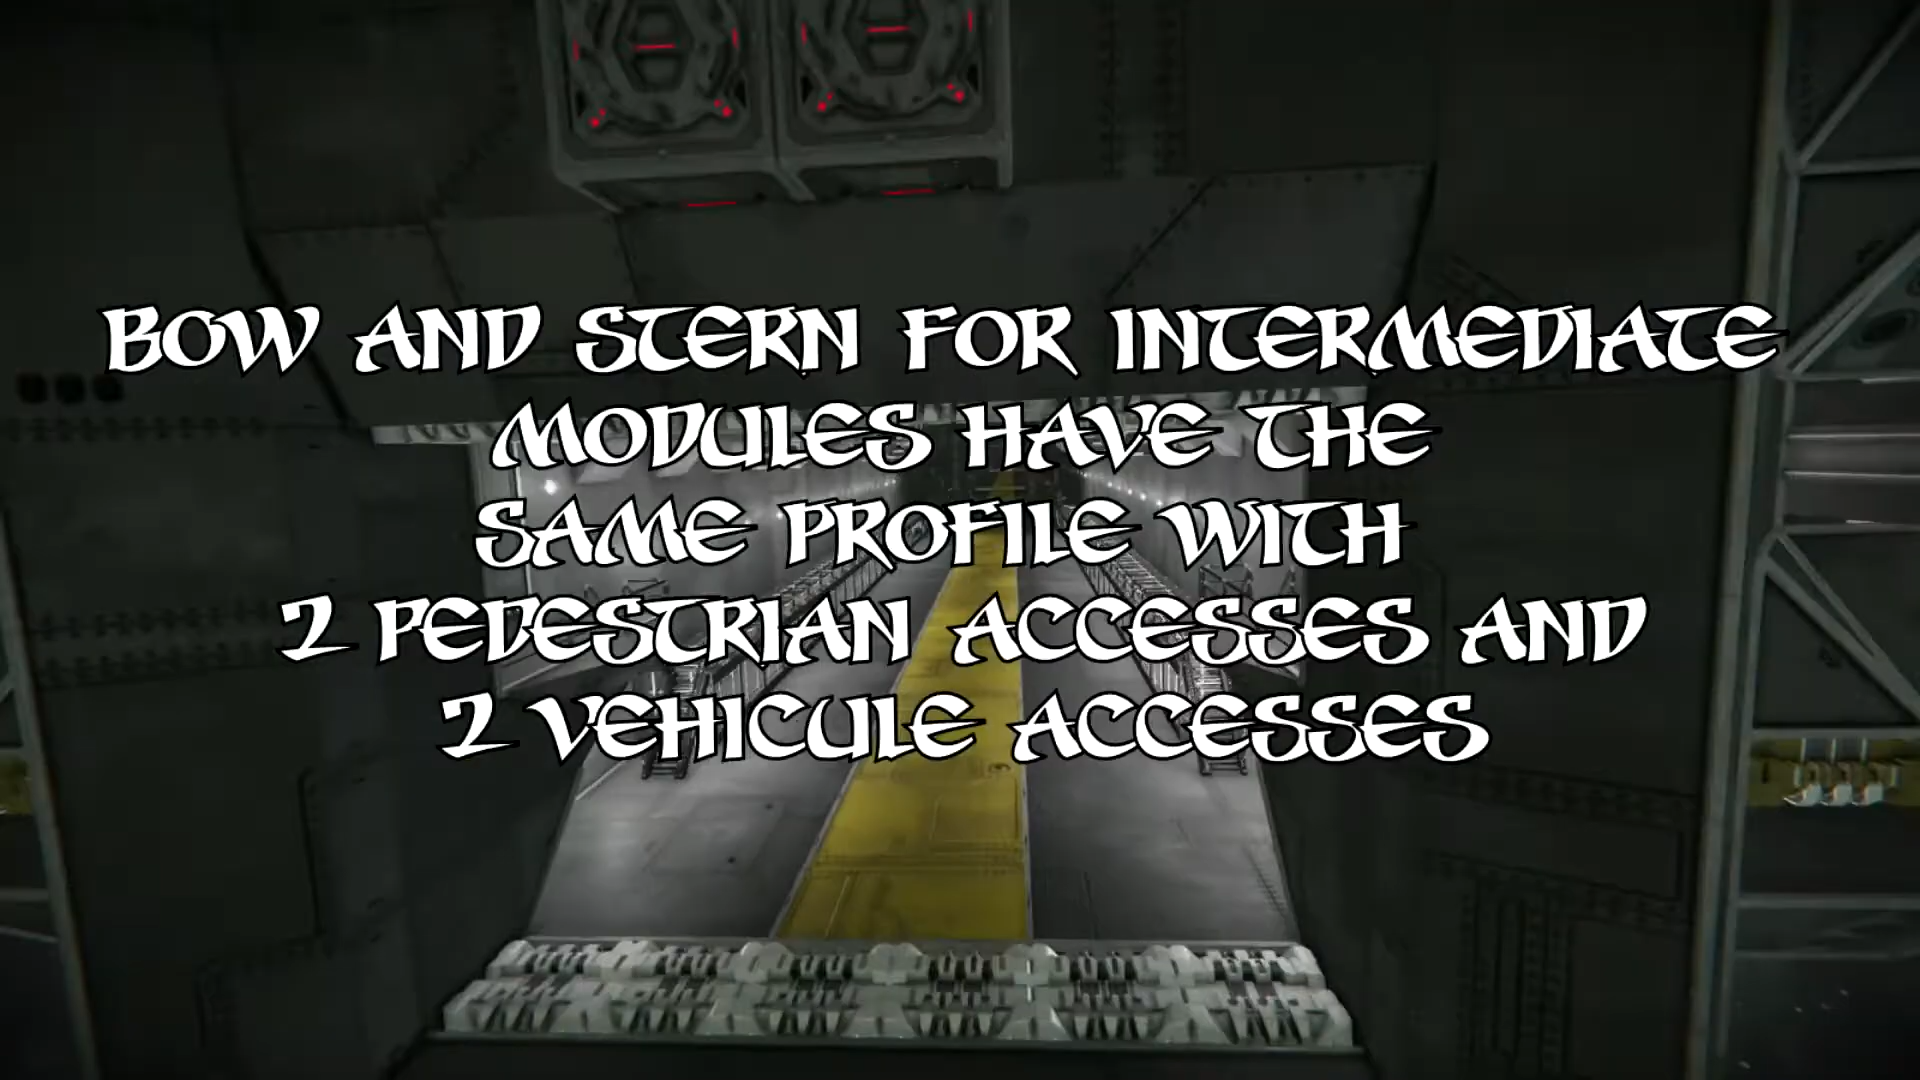 BOW AND STERN FOR INTERMEDIATE
MODULES HAVE THE
SAME PROFILE WITH
2 PEDESTRIAN ACCESSES AND
2 VEHICULE ACCESSES